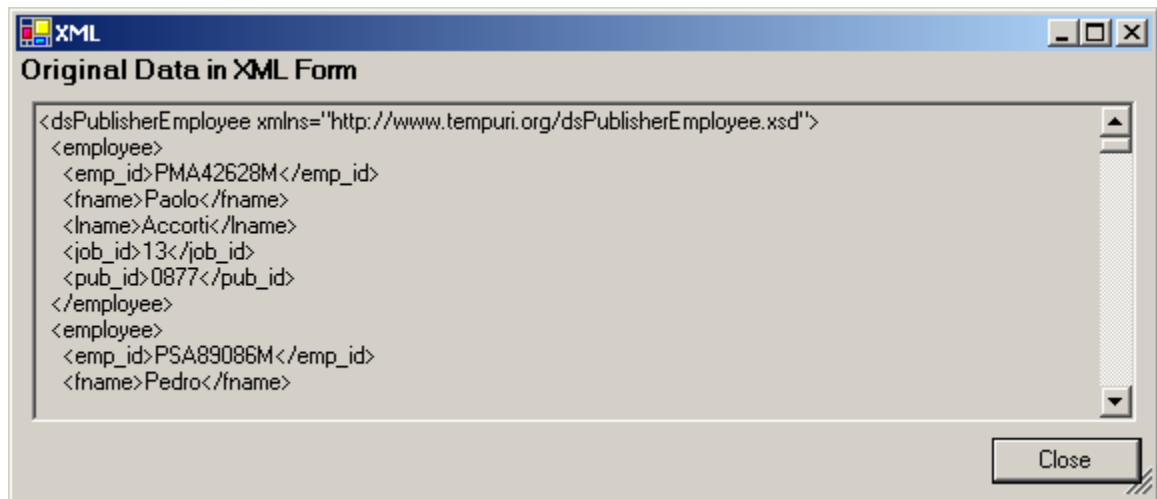 XML
Original Data in XML Form
<dsPublisherEmployee xmlns="http://www.tempuri.org/dsPublisherEmployee.xsd">
<employee>
<emp_id>PMA42628M</emp_id>
<fname>Paolo</fname>
<lname>Accorti</lname>
<job_id>13</job_id>
<pub_id>0877</pub_id>
</employee>
<employee>
<emp_id>PSA89086M</emp_id>
<fname>Pedro</fname>
Close